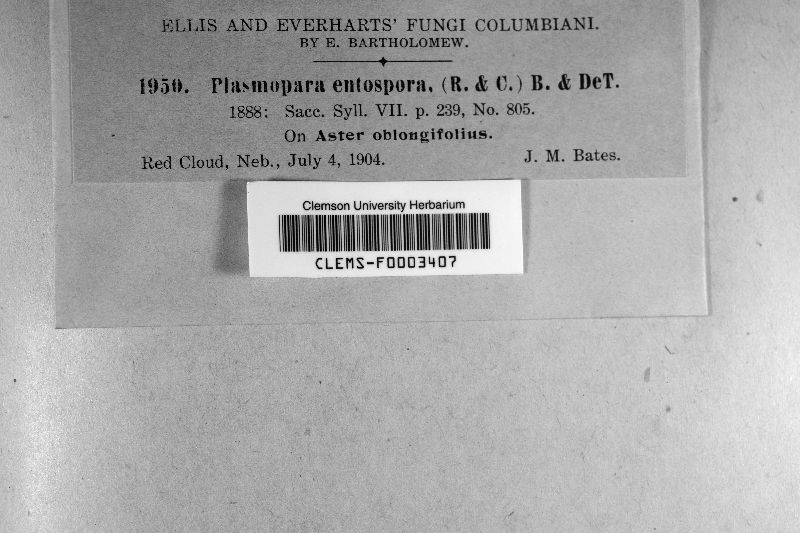 ELLIS AND EVERHARTS' FUNGI COLUMBIANI.
BY E. BARTHOLOMEW.
1950. Plasmopara entospora, (R. & C.) B. & DeT.
1888: Sacc. Syll. VII. p. 239, No. 805.
On Aster oblongifolius.
Red Cloud, Neb., July 4, 1904. J. M. Bates.
Clemson University Herbarium
CLEMS-F0003407